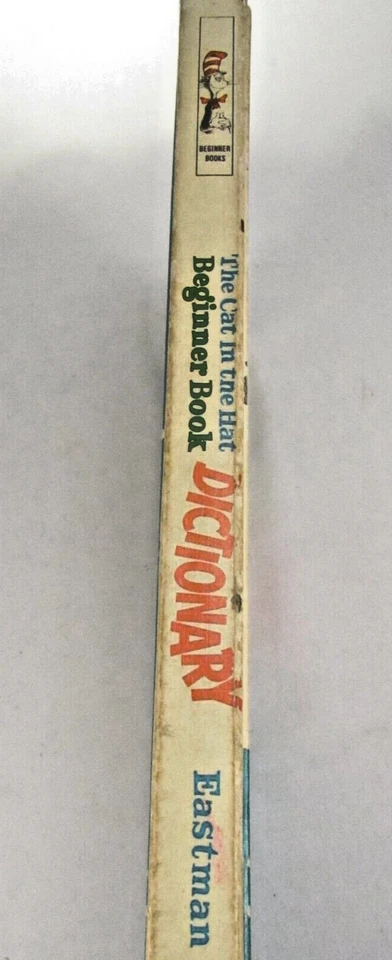 BEGINNER
BOOKS
The Cat In the Hat
Beginner Book
DICTIONARY
Eastman